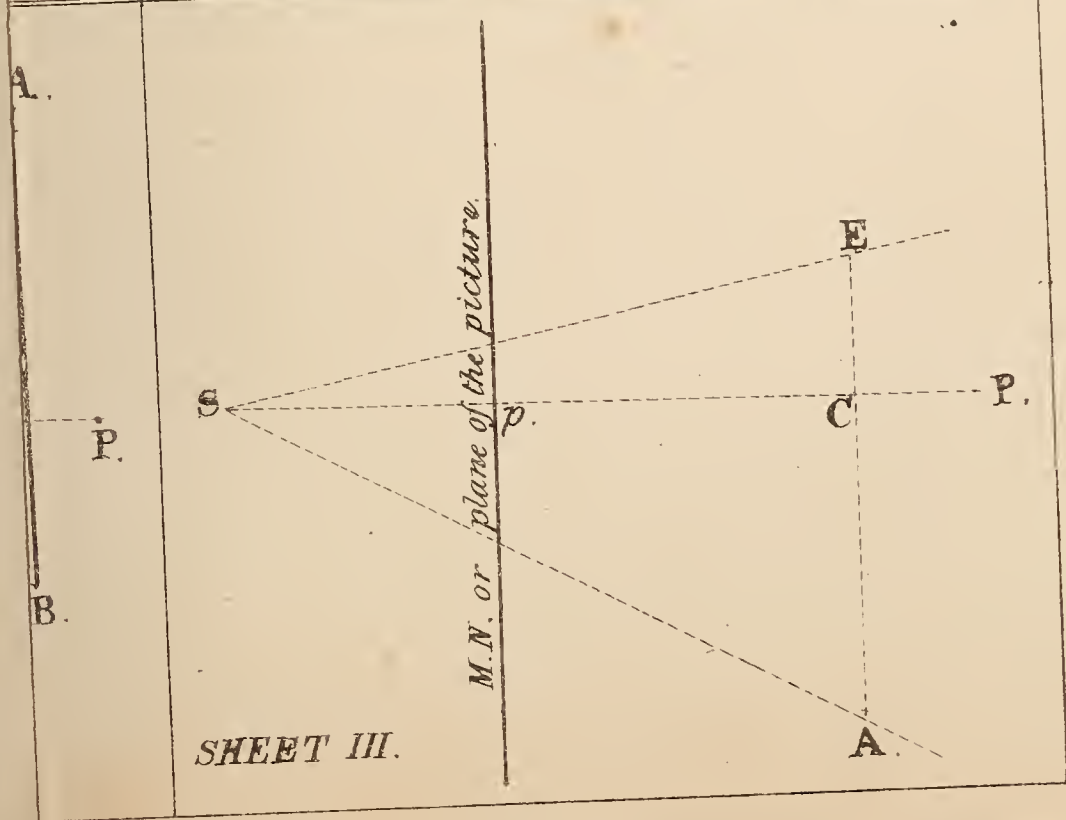 A.
P.
B.
E
S
p.
C
P.
M.N. or plane of the picture.
A.
SHEET III.